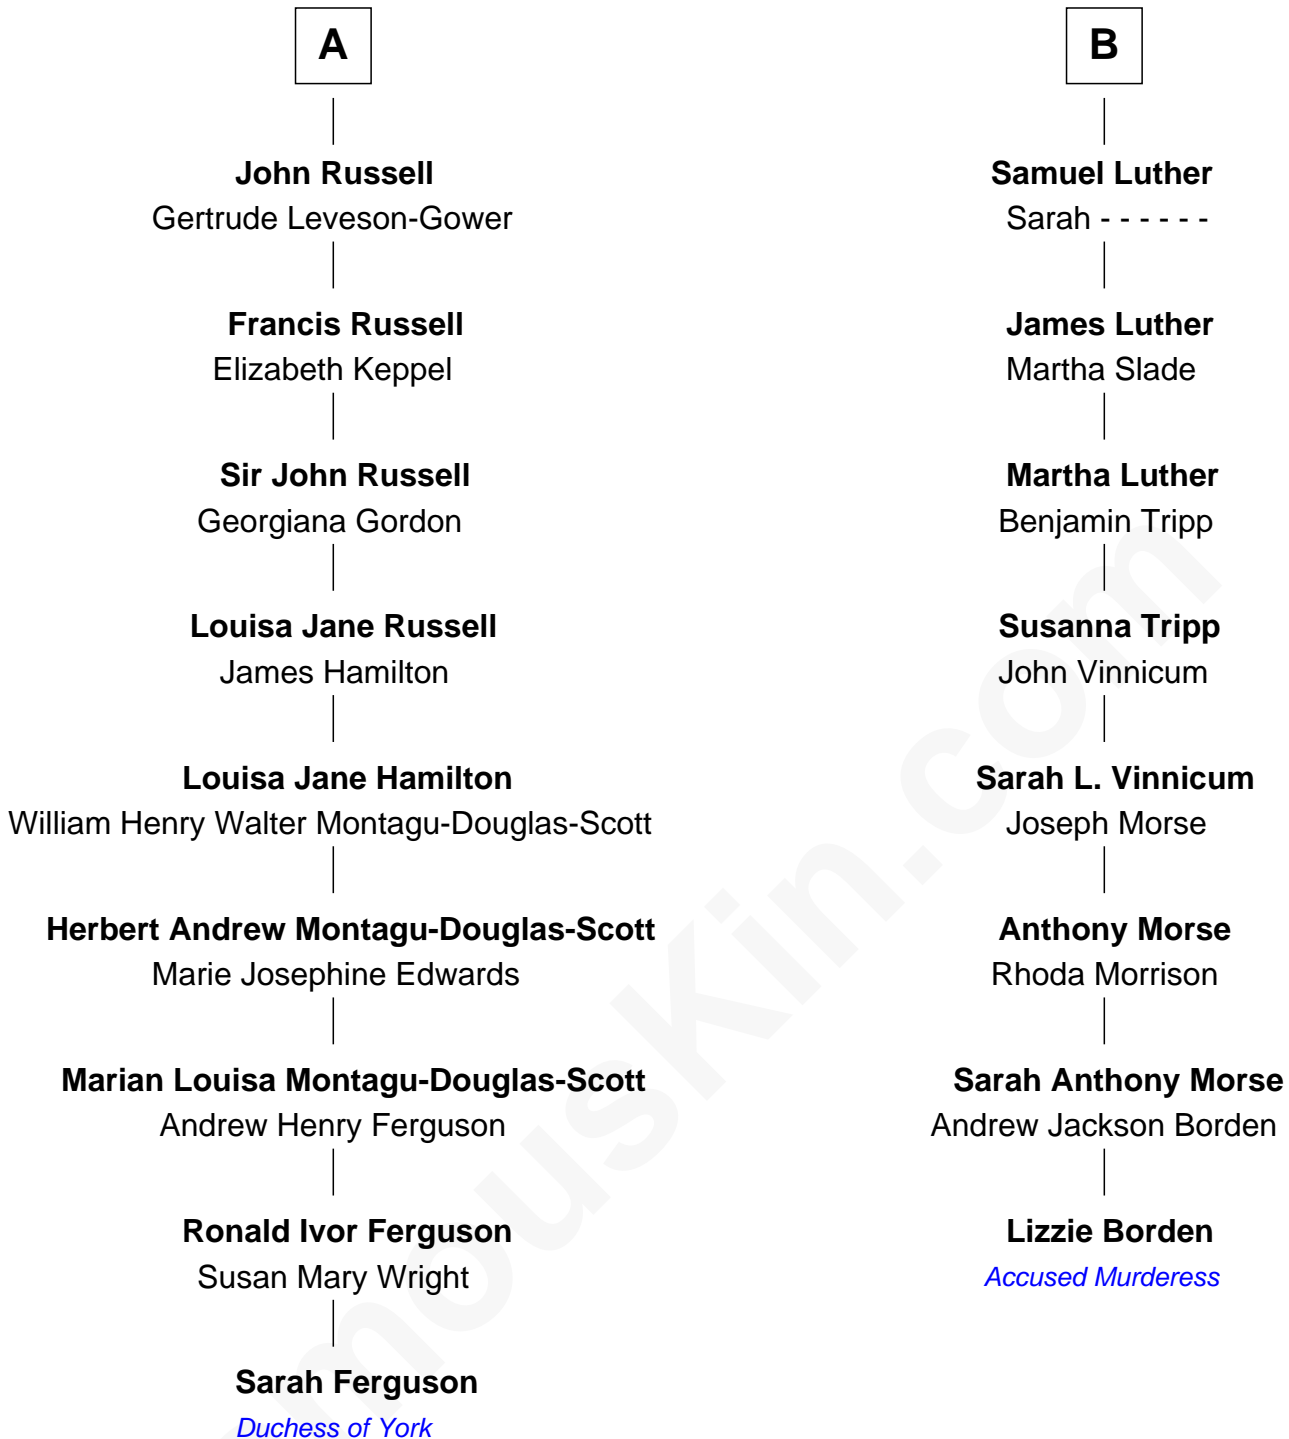 A
John Russell
Gertrude Leveson-Gower
Francis Russell
Elizabeth Keppel
Sir John Russell
Georgiana Gordon
Louisa Jane Russell
James Hamilton
Louisa Jane Hamilton
William Henry Walter Montagu-Douglas-Scott
Herbert Andrew Montagu-Douglas-Scott
Marie Josephine Edwards
Marian Louisa Montagu-Douglas-Scott
Andrew Henry Ferguson
Ronald Ivor Ferguson
Susan Mary Wright
Sarah Ferguson
Duchess of York
B
Samuel Luther
Sarah - - - - - -
James Luther
Martha Slade
Martha Luther
Benjamin Tripp
Susanna Tripp
John Vinnicum
Sarah L. Vinnicum
Joseph Morse
Anthony Morse
Rhoda Morrison
Sarah Anthony Morse
Andrew Jackson Borden
Lizzie Borden
Accused Murderess
mousKin.com